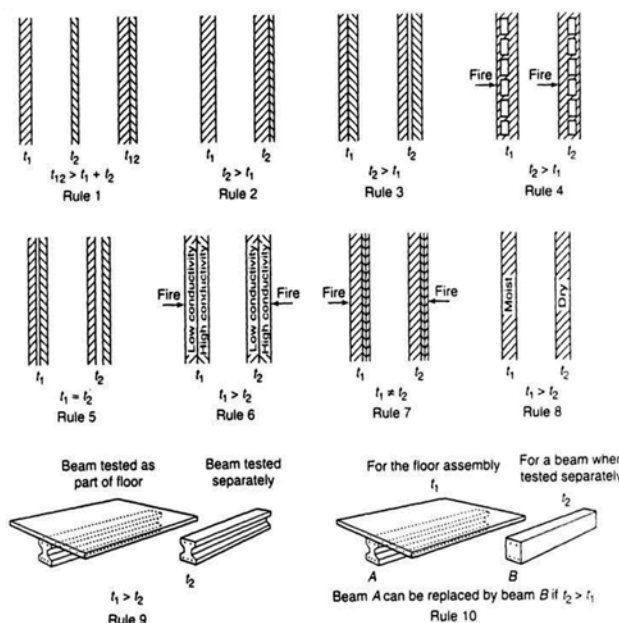 t₁ t₂ t₁₂
t₁₂ > t₁ + t₂
Rule 1
t₁ t₂
t₂ > t₁
Rule 2
t₁ t₂
t₂ > t₁
Rule 3
Fire Fire
t₁ t₂
t₂ > t₁
Rule 4
t₁ t₂
t₁ = t₂
Rule 5
Fire Low conductivity High conductivity Low conductivity High conductivity Fire
t₁ t₂
t₁ > t₂
Rule 6
Fire Fire
t₁ t₂
t₁ ≠ t₂
Rule 7
Moist Dry
t₁ t₂
t₁ > t₂
Rule 8
Beam tested as
part of floor
Beam tested
separately
t₂
t₁ > t₂
Rule 9
For the floor assembly
t₁
For a beam when
tested separately
t₂
A B
Beam A can be replaced by beam B if t₂ > t₁
Rule 10